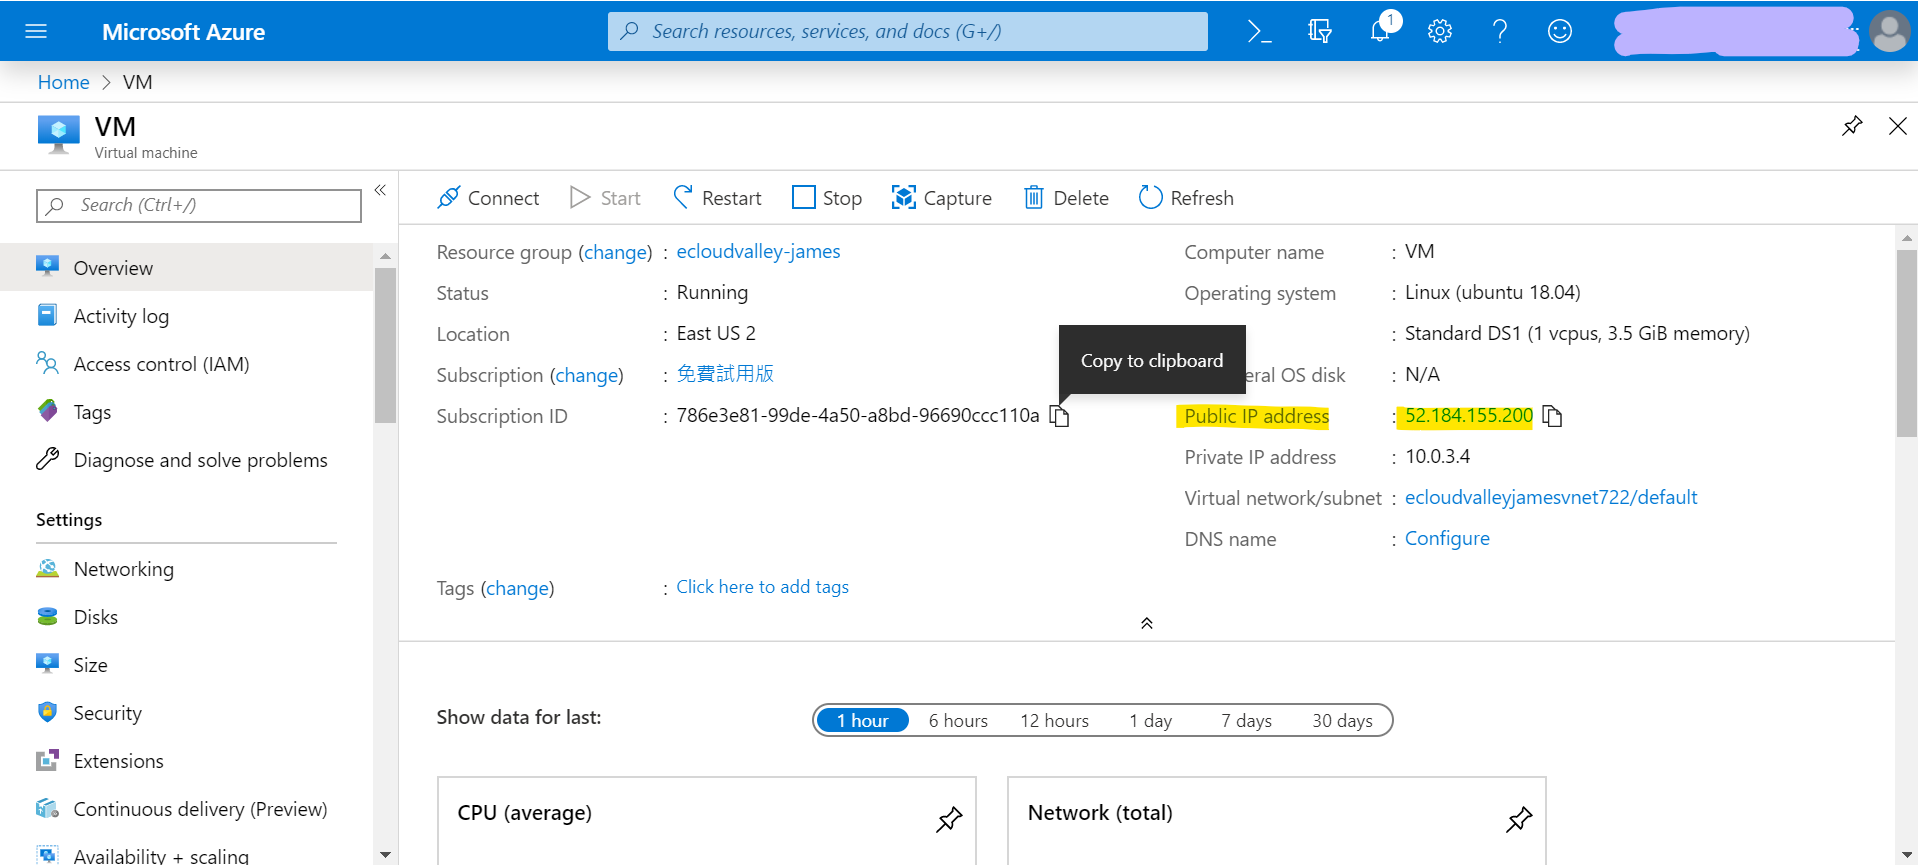 Microsoft Azure
Search resources, services, and docs (G+/)
1
Home > VM
VM
Virtual machine
Search (Ctrl+/)
«
Overview
Activity log
Access control (IAM)
Tags
Diagnose and solve problems
Settings
Networking
Disks
Size
Security
Extensions
Continuous delivery (Preview)
Availability + scaling
Connect Start Restart Stop Capture Delete Refresh
Resource group (change) : ecloudvalley-james
Status : Running
Location : East US 2
Subscription (change) : 免費試用版
Subscription ID : 786e3e81-99de-4a50-a8bd-96690ccc110a
Copy to clipboard
Computer name : VM
Operating system : Linux (ubuntu 18.04)
: Standard DS1 (1 vcpus, 3.5 GiB memory)
eral OS disk : N/A
Public IP address : 52.184.155.200
Private IP address : 10.0.3.4
Virtual network/subnet : ecloudvalleyjamesvnet722/default
DNS name : Configure
Tags (change) : Click here to add tags
Show data for last:
1 hour 6 hours 12 hours 1 day 7 days 30 days
CPU (average)
Network (total)